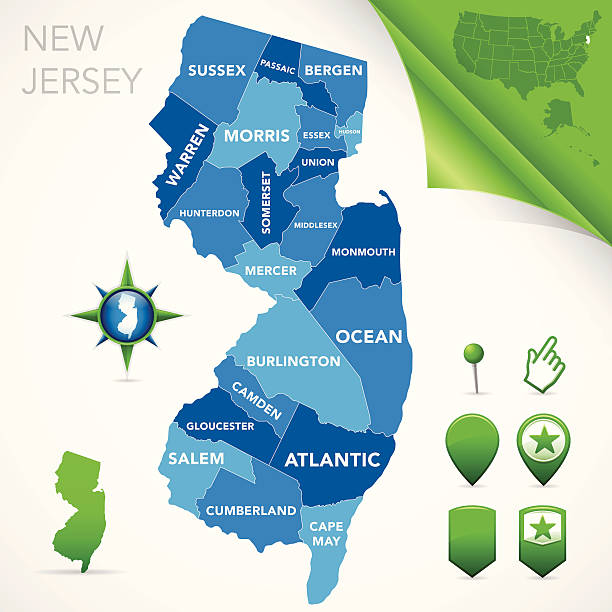 NEW
JERSEY
SUSSEX
PASSAIC
BERGEN
WARREN
MORRIS
ESSEX
HUDSON
UNION
SOMERSET
HUNTERDON
MIDDLESEX
MONMOUTH
MERCER
OCEAN
BURLINGTON
CAMDEN
GLOUCESTER
SALEM
ATLANTIC
CUMBERLAND
CAPE
MAY